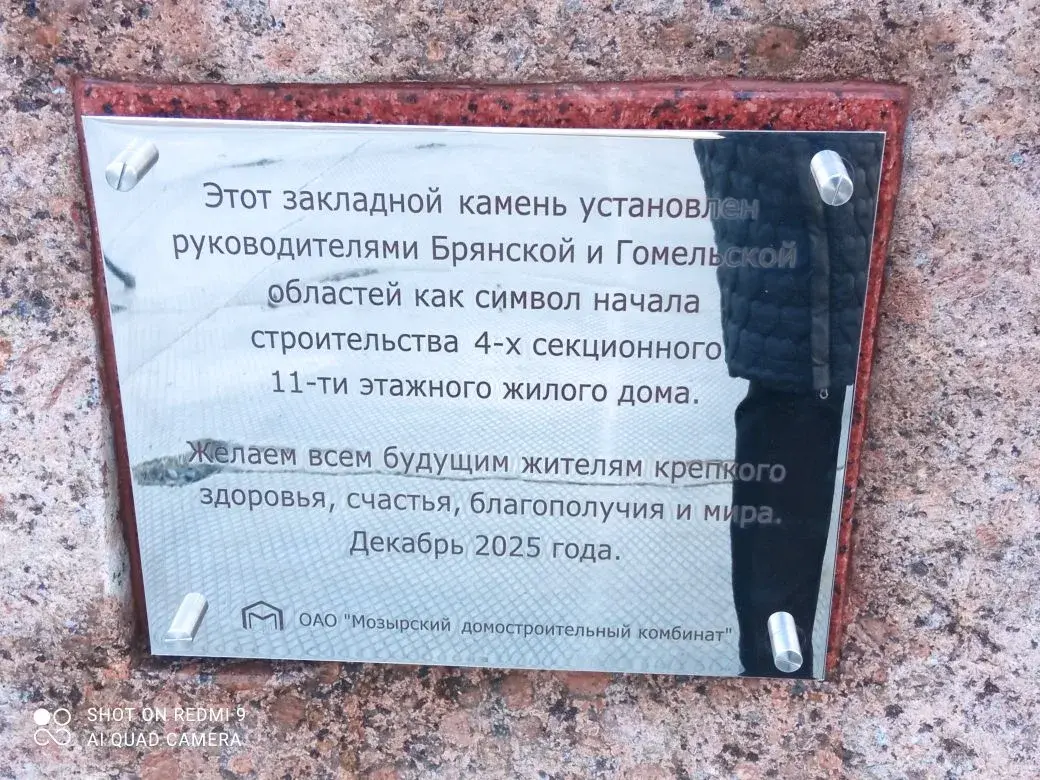 Этот закладной камень установлен
руководителями Брянской и Гомельской
областей как символ начала
строительства 4-х секционного
11-ти этажного жилого дома.
Желаем всем будущим жителям крепкого
здоровья, счастья, благополучия и мира.
Декабрь 2025 года.
ОАО "Мозырский домостроительный комбинат"
SHOT ON REDMI 9
AI QUAD CAMERA